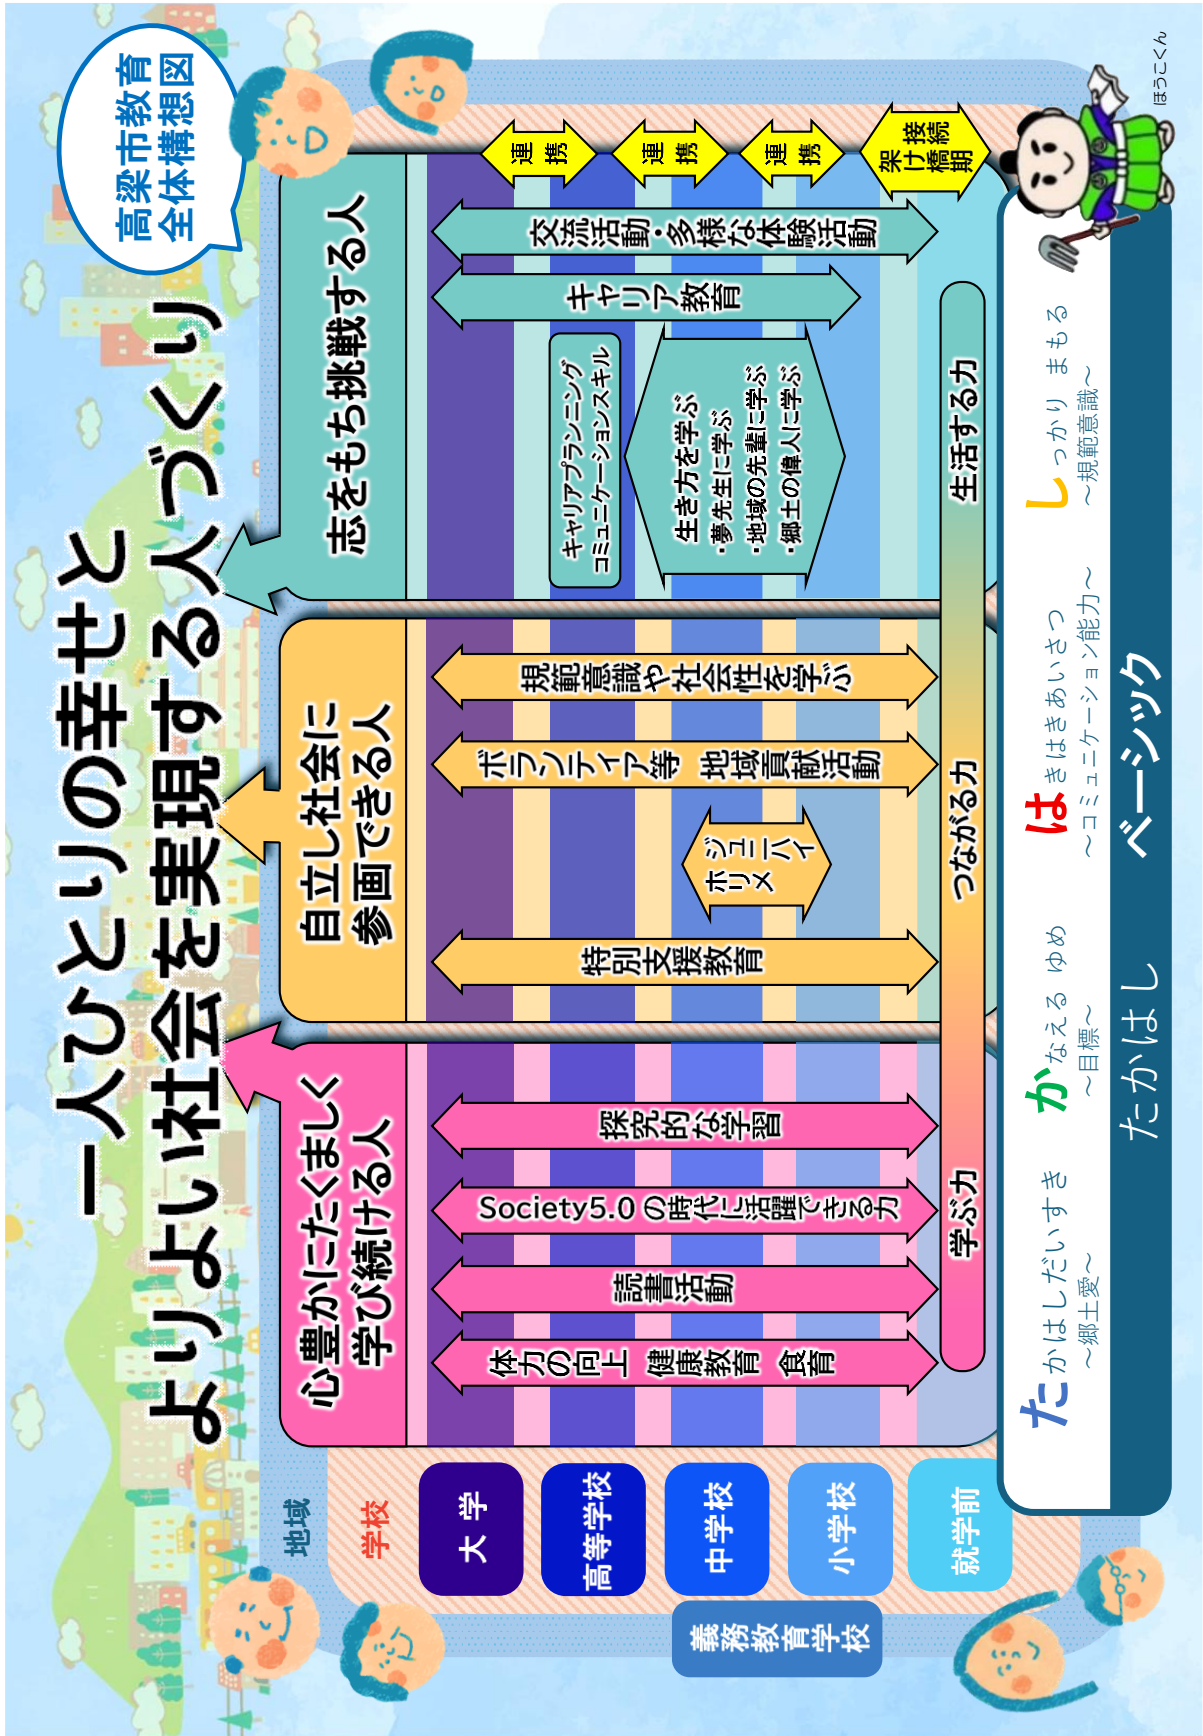 高梁市教育
全体構想図
一人ひとりの幸せと
よりよい社会を実現する人づくり
地域
学校
心豊かにたくましく
学び続ける人
自立し社会に
参画できる人
志をもち挑戦する人
大 学
高等学校
中学校
小学校
就学前
義務教育学校
体力の向上　健康教育　食育
読書活動
Society5.0 の時代に活躍できる力
探究的な学習
特別支援教育
ジュニア
ホリメ
ボランティア等　地域貢献活動
規範意識や社会性を学ぶ
キャリアプランニング
コミュニケーションスキル
生き方を学ぶ
・夢先生に学ぶ
・地域の先輩に学ぶ
・郷土の偉人に学ぶ
キャリア教育
交流活動・多様な体験活動
連携
連携
連携
架け橋期
接続
学ぶ力
つながる力
生活する力
たかはしだいすき
～郷土愛～
かなえる ゆめ
～目標～
はきはきあいさつ
～コミュニケーション能力～
しっかり まもる
～規範意識～
たかはし　ベーシック
ほうこくん